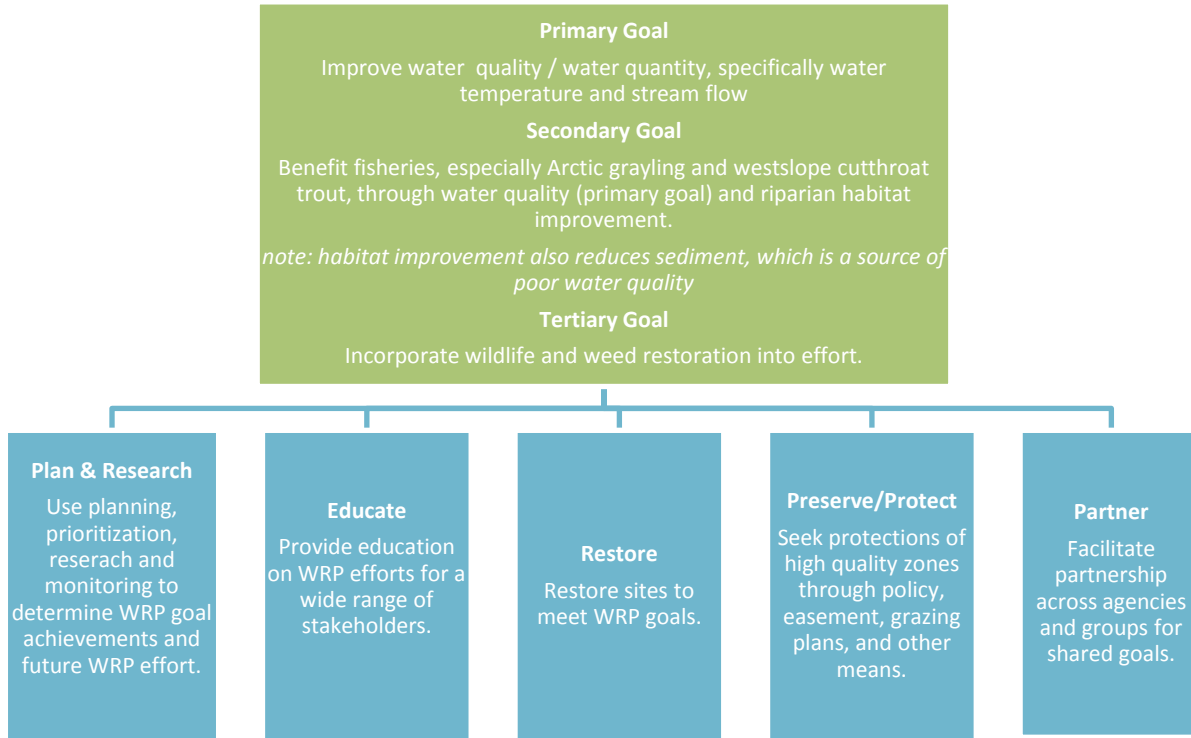 Primary Goal
Improve water quality / water quantity, specifically water
temperature and stream flow
Secondary Goal
Benefit fisheries, especially Arctic grayling and westslope cutthroat
trout, through water quality (primary goal) and riparian habitat
improvement.
note: habitat improvement also reduces sediment, which is a source of
poor water quality
Tertiary Goal
Incorporate wildlife and weed restoration into effort.
Plan & Research
Use planning,
prioritization,
reserach and
monitoring to
determine WRP goal
achievements and
future WRP effort.
Educate
Provide education
on WRP efforts for a
wide range of
stakeholders.
Restore
Restore sites to
meet WRP goals.
Preserve/Protect
Seek protections of
high quality zones
through policy,
easement, grazing
plans, and other
means.
Partner
Facilitate
partnership
across agencies
and groups for
shared goals.